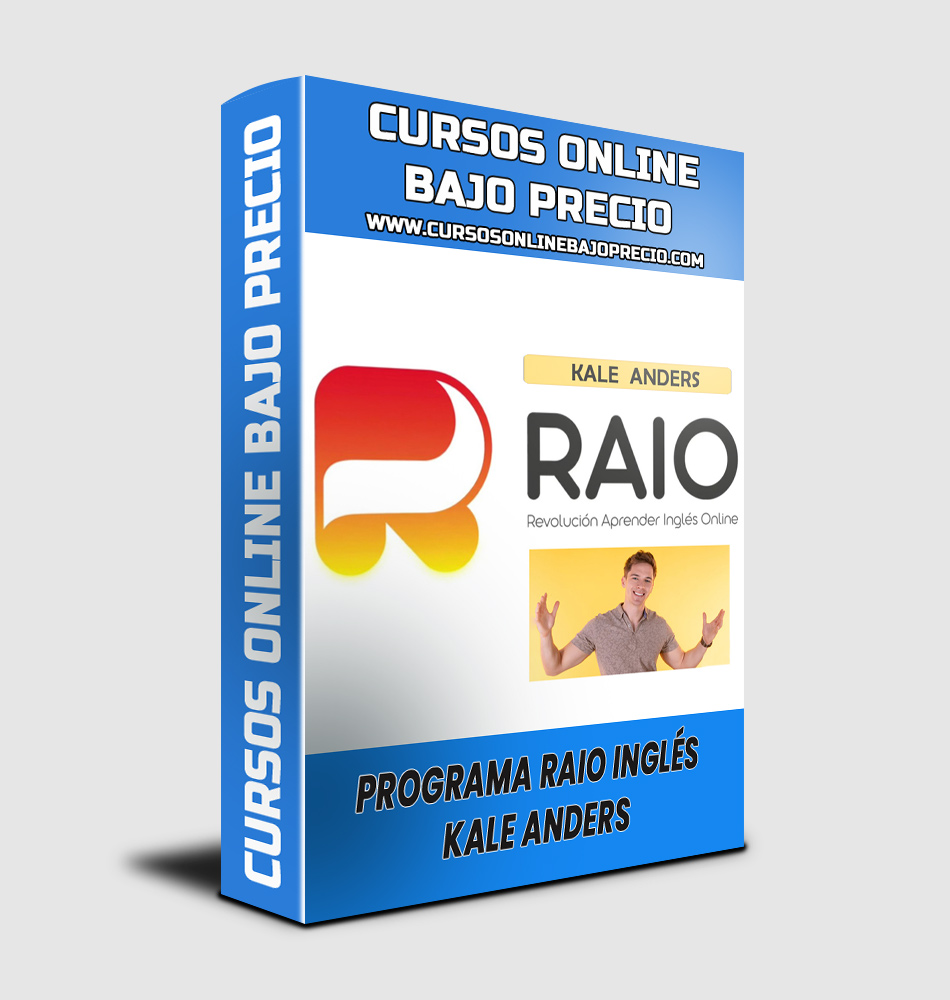 CURSOS ONLINE BAJO PRECIO
CURSOS ONLINE
BAJO PRECIO
WWW.CURSOSONLINEBAJOPRECIO.COM
KALE ANDERS
RAIO
Revolución Aprender Inglés Online
PROGRAMA RAIO INGLÉS
KALE ANDERS